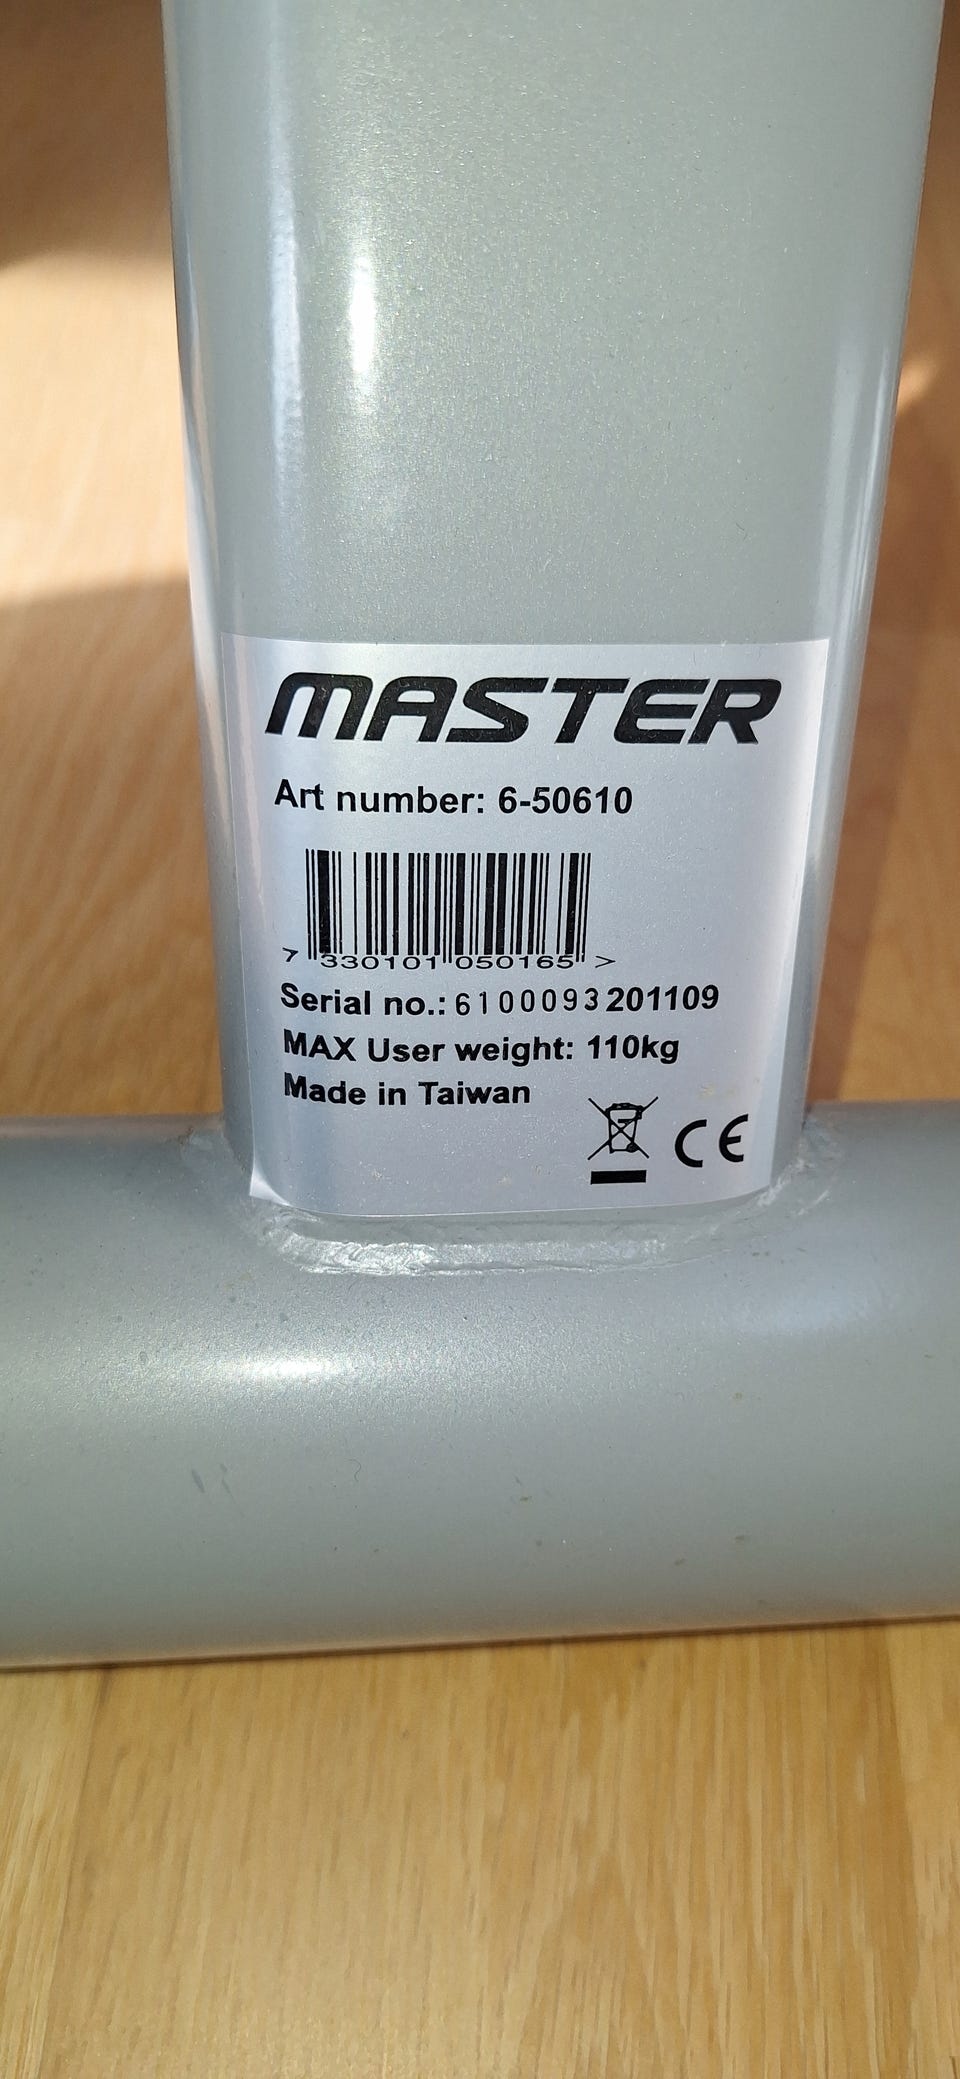 MASTER
Art number: 6-50610
7 330101 050165 >
Serial no.: 6100093201109
MAX User weight: 110kg
Made in Taiwan
CE